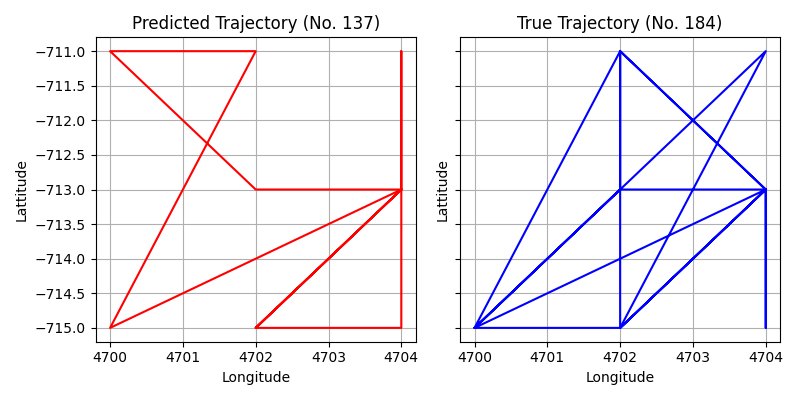 Predicted Trajectory (No. 137)
True Trajectory (No. 184)
Lattitude
−711.0
−711.5
−712.0
−712.5
−713.0
−713.5
−714.0
−714.5
−715.0
4700 4701 4702 4703 4704
Longitude
Lattitude
4700 4701 4702 4703 4704
Longitude